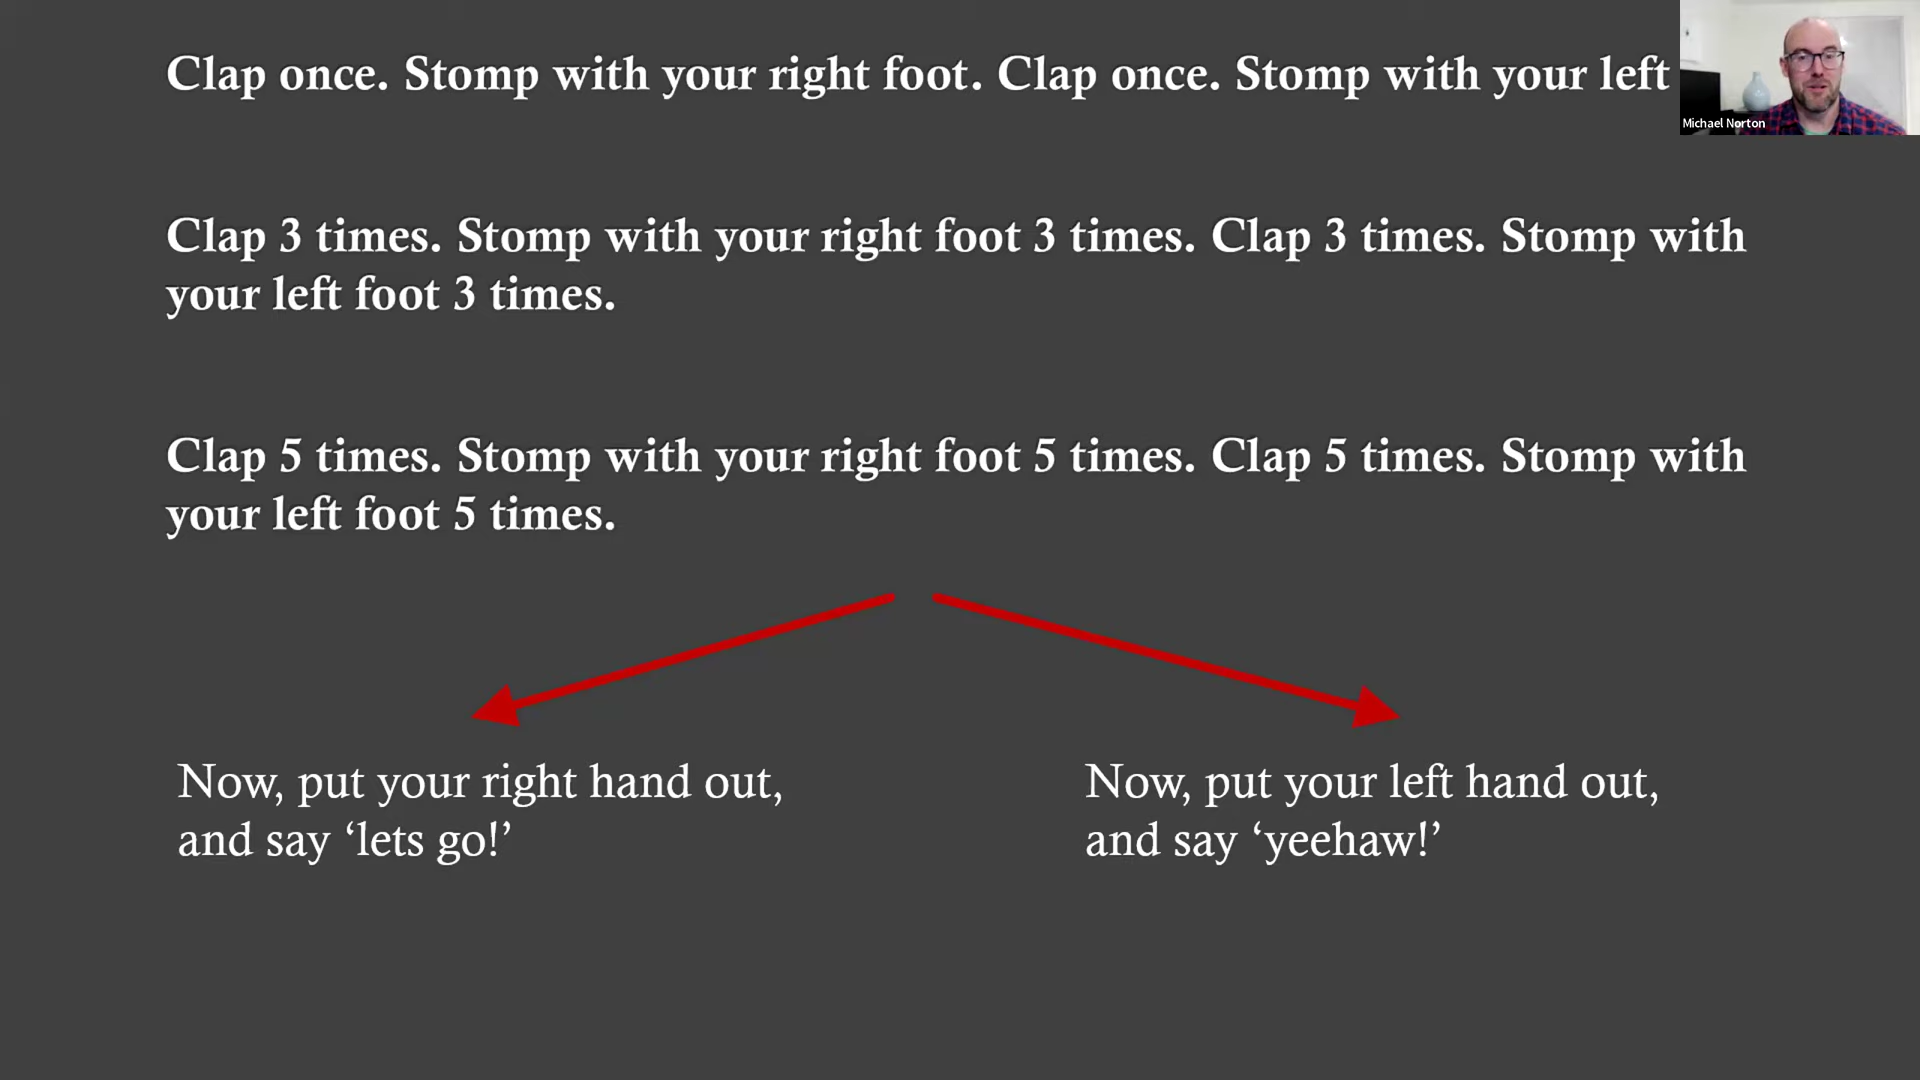 Clap once. Stomp with your right foot. Clap once. Stomp with your left
Michael Norton
Clap 3 times. Stomp with your right foot 3 times. Clap 3 times. Stomp with
your left foot 3 times.
Clap 5 times. Stomp with your right foot 5 times. Clap 5 times. Stomp with
your left foot 5 times.
Now, put your right hand out,
and say ‘lets go!’
Now, put your left hand out,
and say ‘yeehaw!’